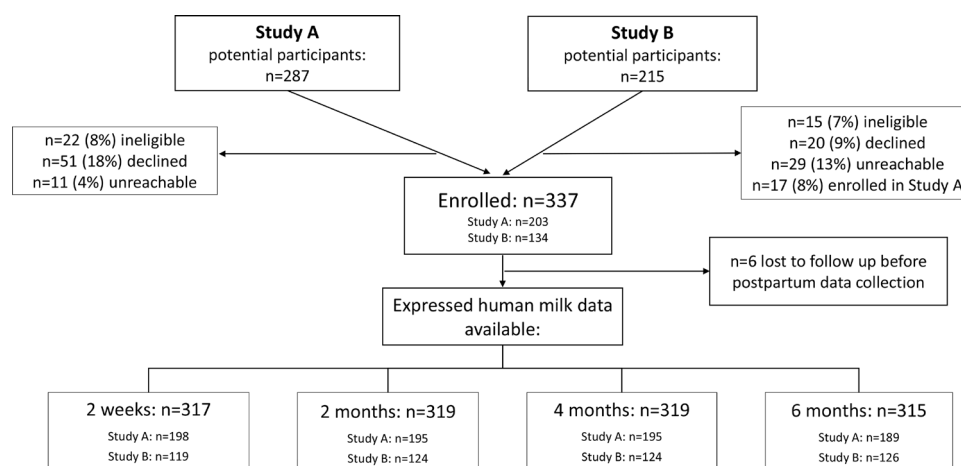 Study A
potential participants:
n=287
Study B
potential participants:
n=215
n=22 (8%) ineligible
n=51 (18%) declined
n=11 (4%) unreachable
n=15 (7%) ineligible
n=20 (9%) declined
n=29 (13%) unreachable
n=17 (8%) enrolled in Study A
Enrolled: n=337
Study A: n=203
Study B: n=134
n=6 lost to follow up before
postpartum data collection
Expressed human milk data
available:
2 weeks: n=317
Study A: n=198
Study B: n=119
2 months: n=319
Study A: n=195
Study B: n=124
4 months: n=319
Study A: n=195
Study B: n=124
6 months: n=315
Study A: n=189
Study B: n=126